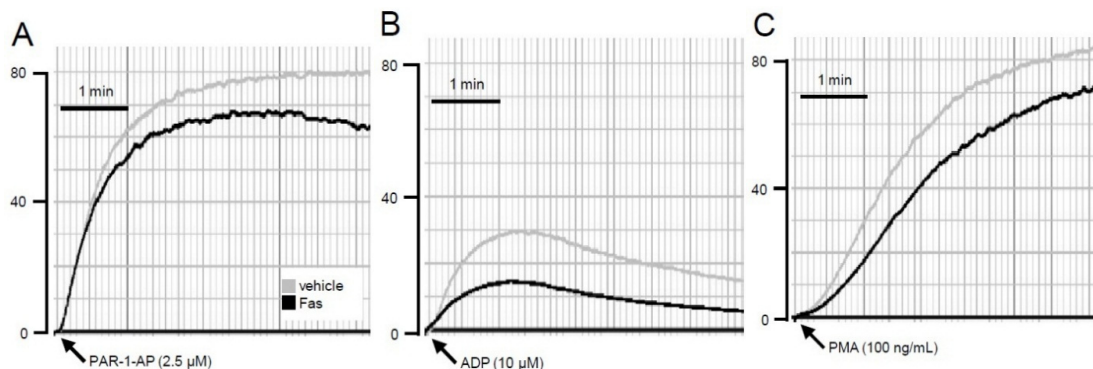 A
80
1 min
40
vehicle
Fas
0
PAR-1-AP (2.5 µM)
B
80
1 min
40
0
ADP (10 µM)
C
80
1 min
40
0
PMA (100 ng/mL)